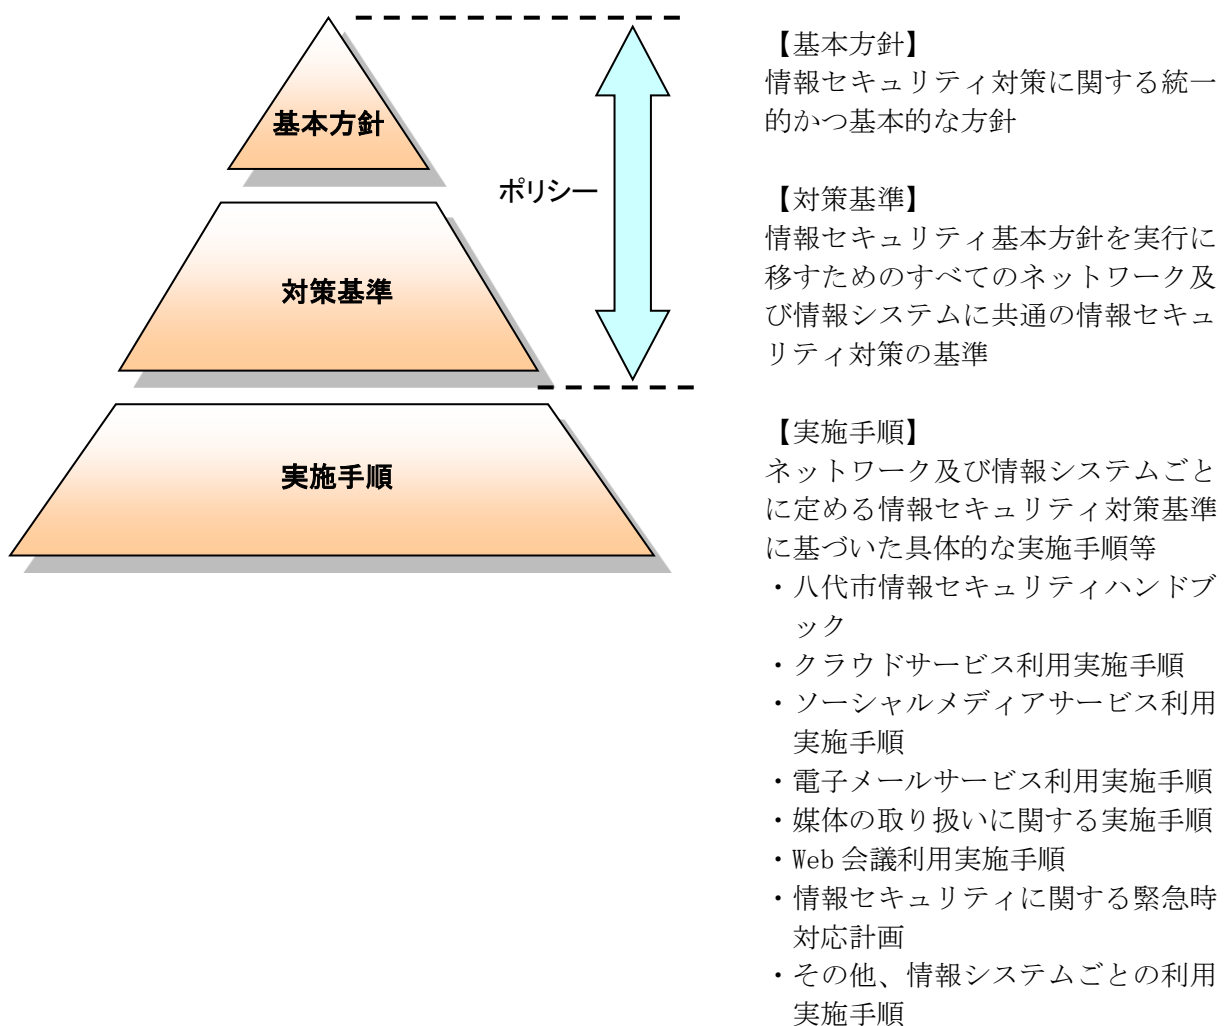 基本方針
対策基準
実施手順
ポリシー
【基本方針】
情報セキュリティ対策に関する統一
的かつ基本的な方針
【対策基準】
情報セキュリティ基本方針を実行に
移すためのすべてのネットワーク及
び情報システムに共通の情報セキュ
リティ対策の基準
【実施手順】
ネットワーク及び情報システムごと
に定める情報セキュリティ対策基準
に基づいた具体的な実施手順等
・八代市情報セキュリティハンドブ
ック
・クラウドサービス利用実施手順
・ソーシャルメディアサービス利用
実施手順
・電子メールサービス利用実施手順
・媒体の取り扱いに関する実施手順
・Web 会議利用実施手順
・情報セキュリティに関する緊急時
対応計画
・その他、情報システムごとの利用
実施手順